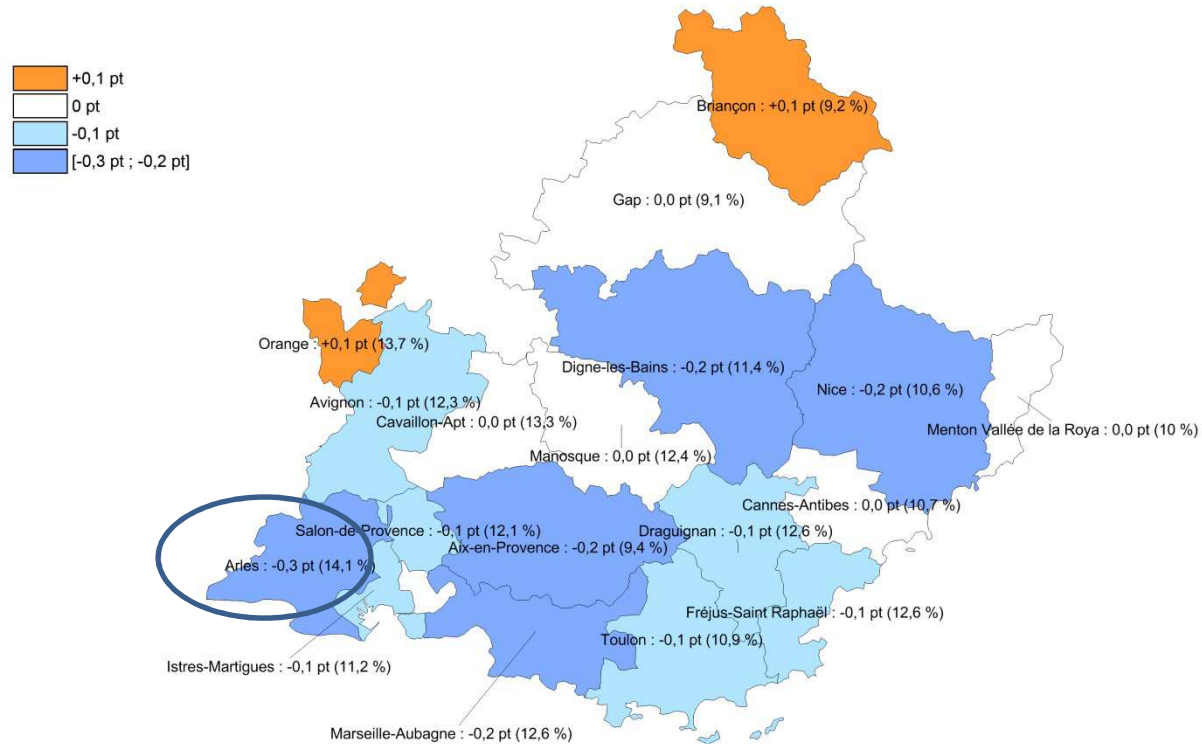 +0,1 pt
0 pt
-0,1 pt
[-0,3 pt ; -0,2 pt]
Briançon : +0,1 pt (9,2 %)
Gap : 0,0 pt (9,1 %)
Orange : +0,1 pt (13,7 %)
Digne-les-Bains : -0,2 pt (11,4 %)
Nice : -0,2 pt (10,6 %)
Avignon : -0,1 pt (12,3 %)
Cavaillon-Apt : 0,0 pt (13,3 %)
Menton Vallée de la Roya : 0,0 pt (10 %)
Manosque : 0,0 pt (12,4 %)
Cannes-Antibes : 0,0 pt (10,7 %)
Salon-de-Provence : -0,1 pt (12,1 %)
Draguignan : -0,1 pt (12,6 %)
Aix-en-Provence : -0,2 pt (9,4 %)
Arles : -0,3 pt (14,1 %)
Fréjus-Saint Raphaël : -0,1 pt (12,6 %)
Toulon : -0,1 pt (10,9 %)
Istres-Martigues : -0,1 pt (11,2 %)
Marseille-Aubagne : -0,2 pt (12,6 %)